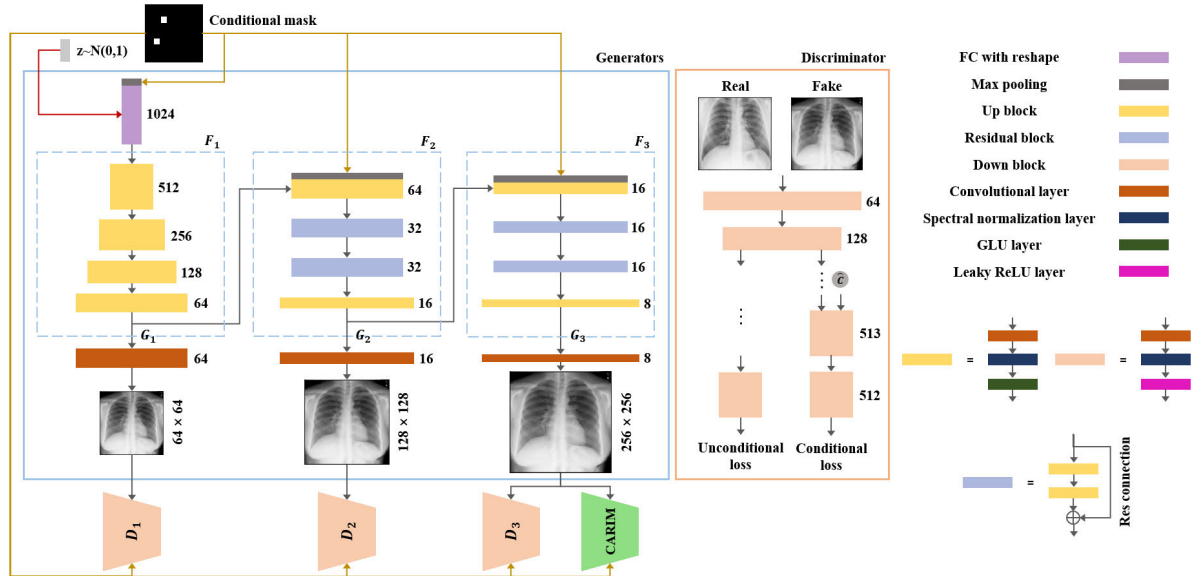 Conditional mask
z~N(0,1)
Generators
1024
F1
512
256
128
64
G1
64
64 × 64
D1
F2
64
32
32
16
G2
16
128 × 128
D2
F3
16
16
16
8
G3
8
256 × 256
D3
CARIM
Discriminator
Real
Fake
64
128
C
513
512
Unconditional
loss
Conditional
loss
FC with reshape
Max pooling
Up block
Residual block
Down block
Convolutional layer
Spectral normalization layer
GLU layer
Leaky ReLU layer
=
=
=
Res connection